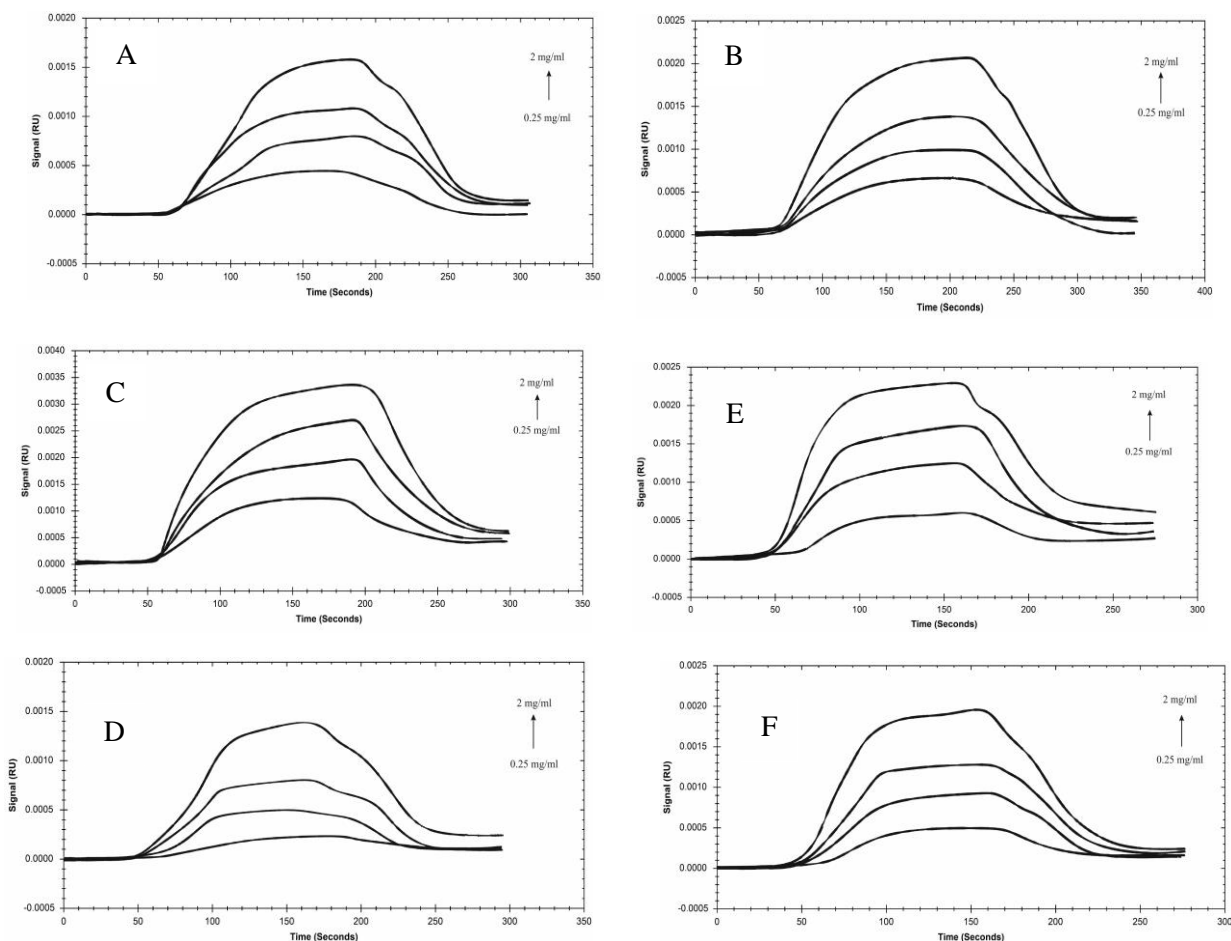 A
0.0020
0.0015
0.0010
0.0005
0.0000
-0.0005
Signal (RU)
0 50 100 150 200 250 300 350
Time (Seconds)
2 mg/ml
0.25 mg/ml
B
0.0025
0.0020
0.0015
0.0010
0.0005
0.0000
-0.0005
Signal (RU)
0 50 100 150 200 250 300 350 400
Time (Seconds)
2 mg/ml
0.25 mg/ml
C
0.0040
0.0035
0.0030
0.0025
0.0020
0.0015
0.0010
0.0005
0.0000
-0.0005
Signal (RU)
0 50 100 150 200 250 300 350
Time (Seconds)
2 mg/ml
0.25 mg/ml
E
0.0025
0.0020
0.0015
0.0010
0.0005
0.0000
-0.0005
Signal (RU)
0 50 100 150 200 250 300
Time (Seconds)
2 mg/ml
0.25 mg/ml
D
0.0020
0.0015
0.0010
0.0005
0.0000
-0.0005
Signal (RU)
0 50 100 150 200 250 300 350
Time (Seconds)
2 mg/ml
0.25 mg/ml
F
0.0025
0.0020
0.0015
0.0010
0.0005
0.0000
-0.0005
Signal (RU)
0 50 100 150 200 250 300
Time (Seconds)
2 mg/ml
0.25 mg/ml